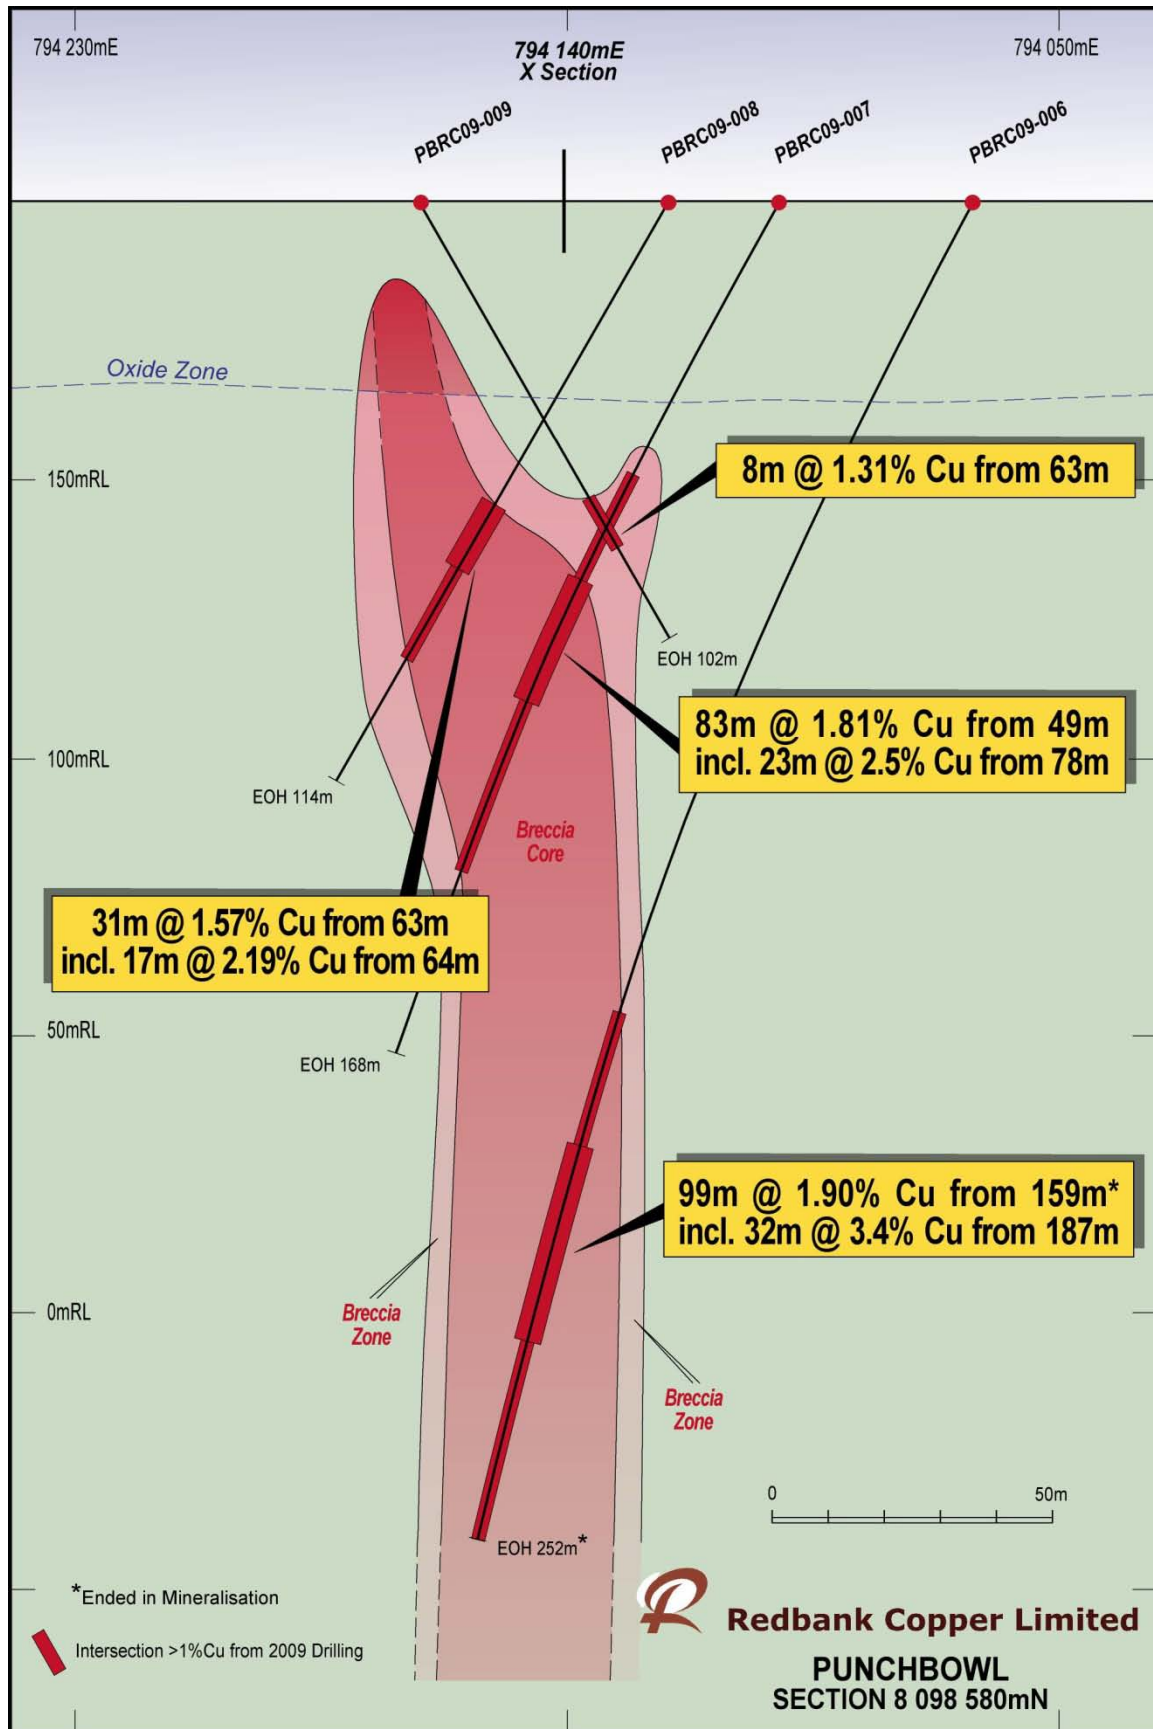 794 230mE
794 140mE
X Section
794 050mE
PBRC09-009
PBRC09-008
PBRC09-007
PBRC09-006
Oxide Zone
150mRL
8m @ 1.31% Cu from 63m
EOH 102m
83m @ 1.81% Cu from 49m
incl. 23m @ 2.5% Cu from 78m
100mRL
EOH 114m
Breccia
Core
31m @ 1.57% Cu from 63m
incl. 17m @ 2.19% Cu from 64m
50mRL
EOH 168m
99m @ 1.90% Cu from 159m*
incl. 32m @ 3.4% Cu from 187m
0mRL
Breccia
Zone
Breccia
Zone
0
50m
EOH 252m*
*Ended in Mineralisation
Intersection >1%Cu from 2009 Drilling
R Redbank Copper Limited
PUNCHBOWL
SECTION 8 098 580mN